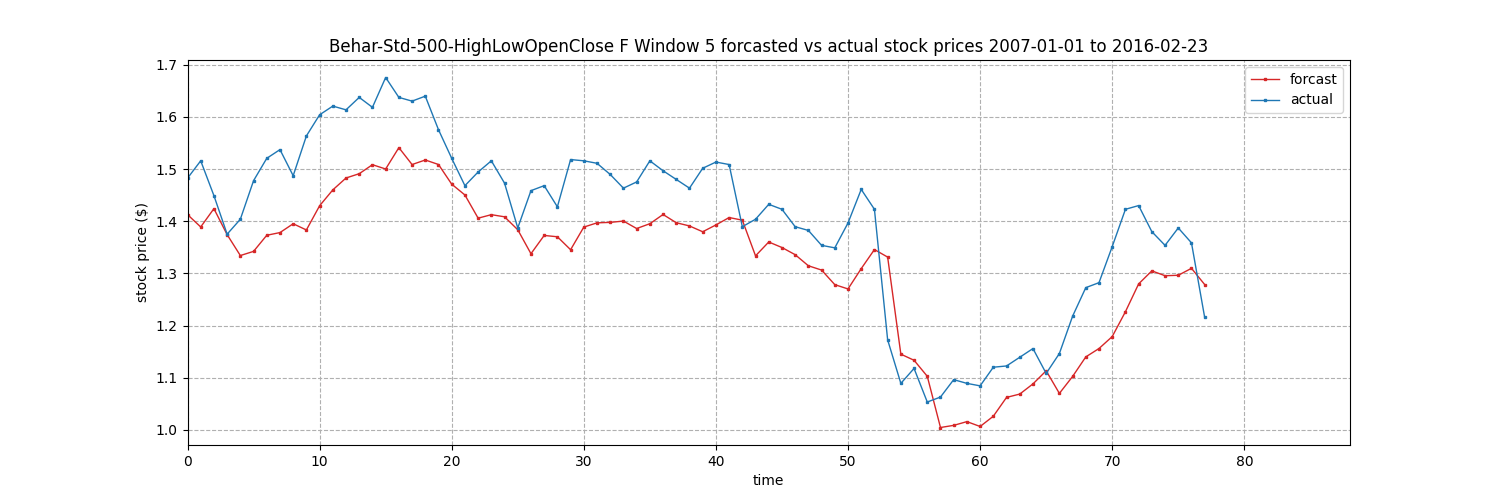 Behar-Std-500-HighLowOpenClose F Window 5 forcasted vs actual stock prices 2007-01-01 to 2016-02-23
1.7
1.6
1.5
1.4
1.3
1.2
1.1
1.0
stock price ($)
forcast
actual
0 10 20 30 40 50 60 70 80
time